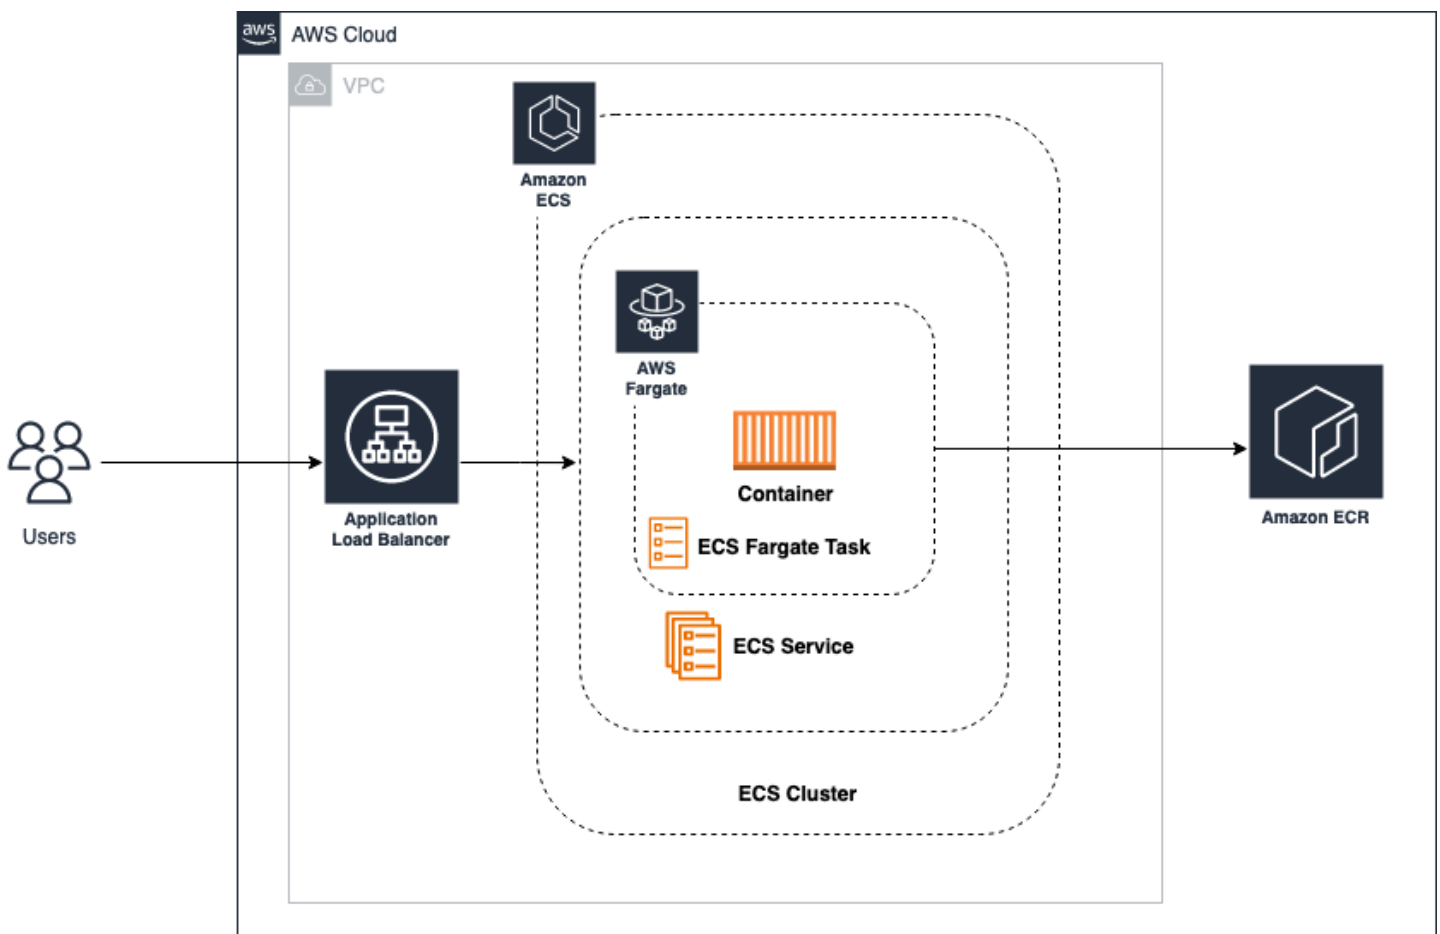 aws
AWS Cloud
VPC
Amazon
ECS
AWS
Fargate
Container
ECS Fargate Task
ECS Service
ECS Cluster
Users
Application
Load Balancer
Amazon ECR